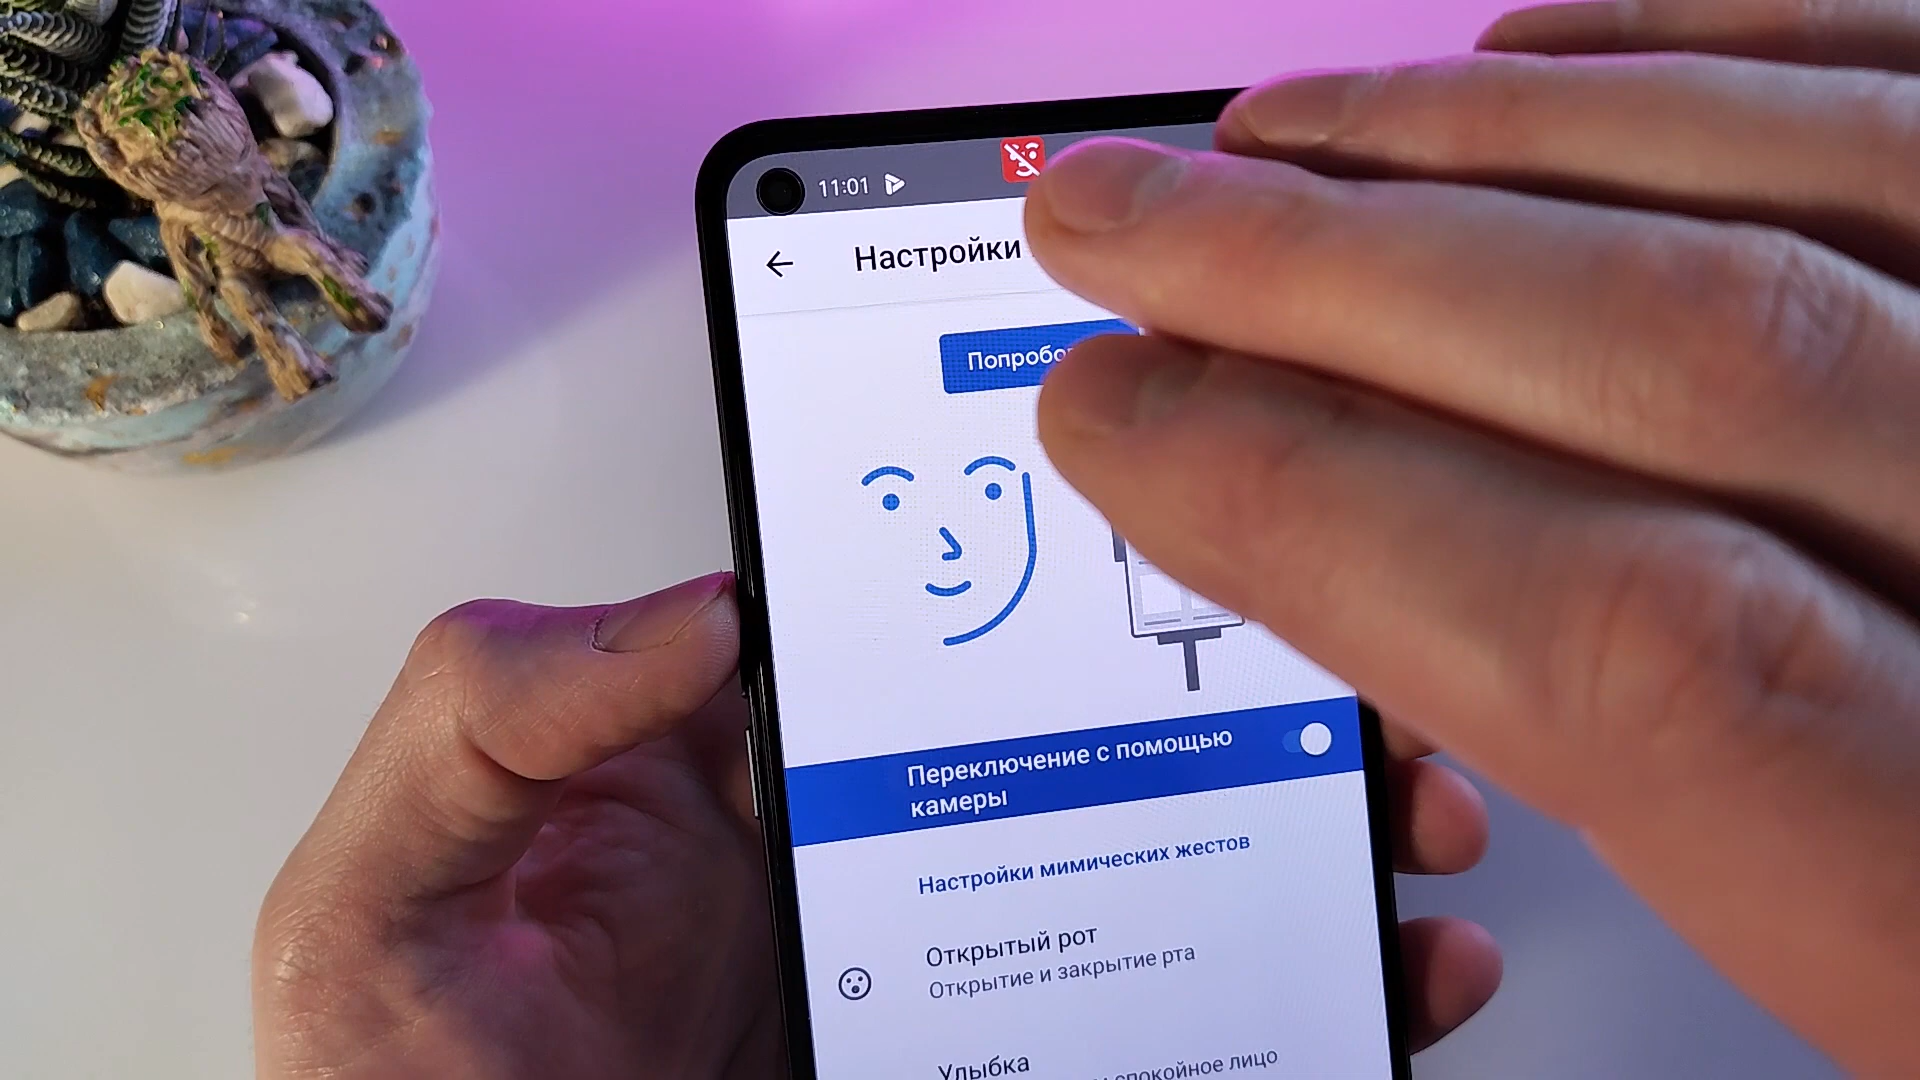 11:01
Настройки
Переключение с помощью
камеры
Настройки мимических жестов
Открытый рот
Открытие и закрытие рта
Улыбка
спокойное лицо